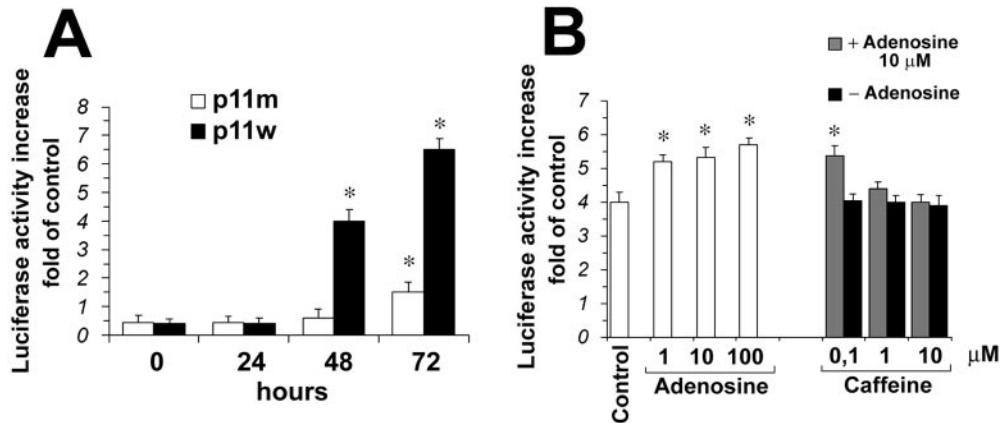 A
Luciferase activity increase
fold of control
p11m
p11w
8
7
6
5
4
3
2
1
0
*
*
*
0 24 48 72
hours
B
+ Adenosine
10 μM
– Adenosine
Luciferase activity increase
fold of control
7
6
5
4
3
2
1
0
* * * *
Control
1 10 100
Adenosine
0,1 1 10 μM
Caffeine